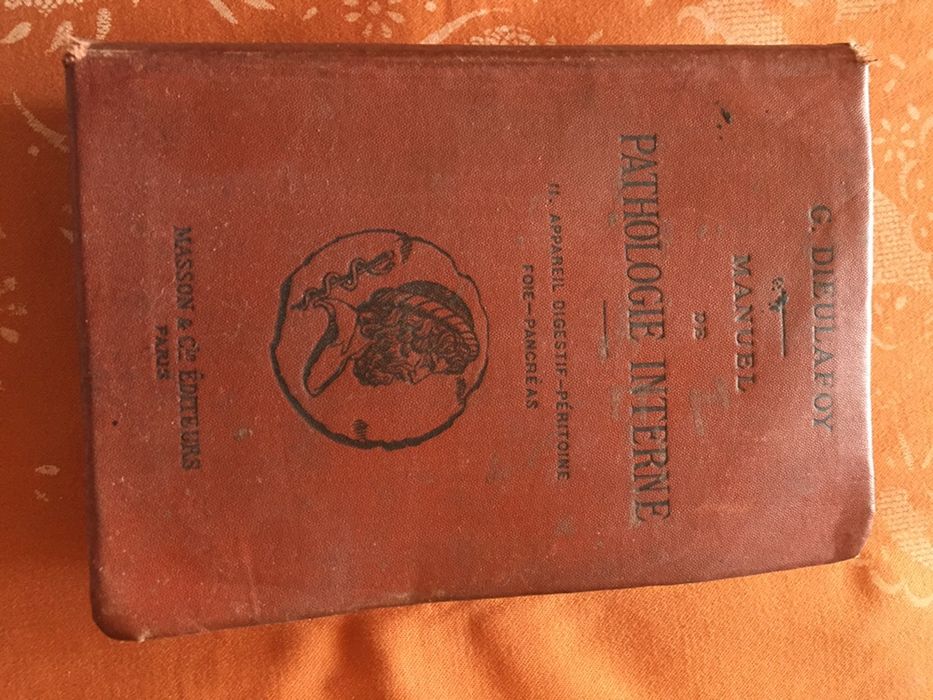 G. DIEULAFOY
MANUEL
DE
PATHOLOGIE INTERNE
II. APPAREIL DIGESTIF–PÉRITOINE
FOIE–PANCRÉAS
MASSON & Cie ÉDITEURS
PARIS